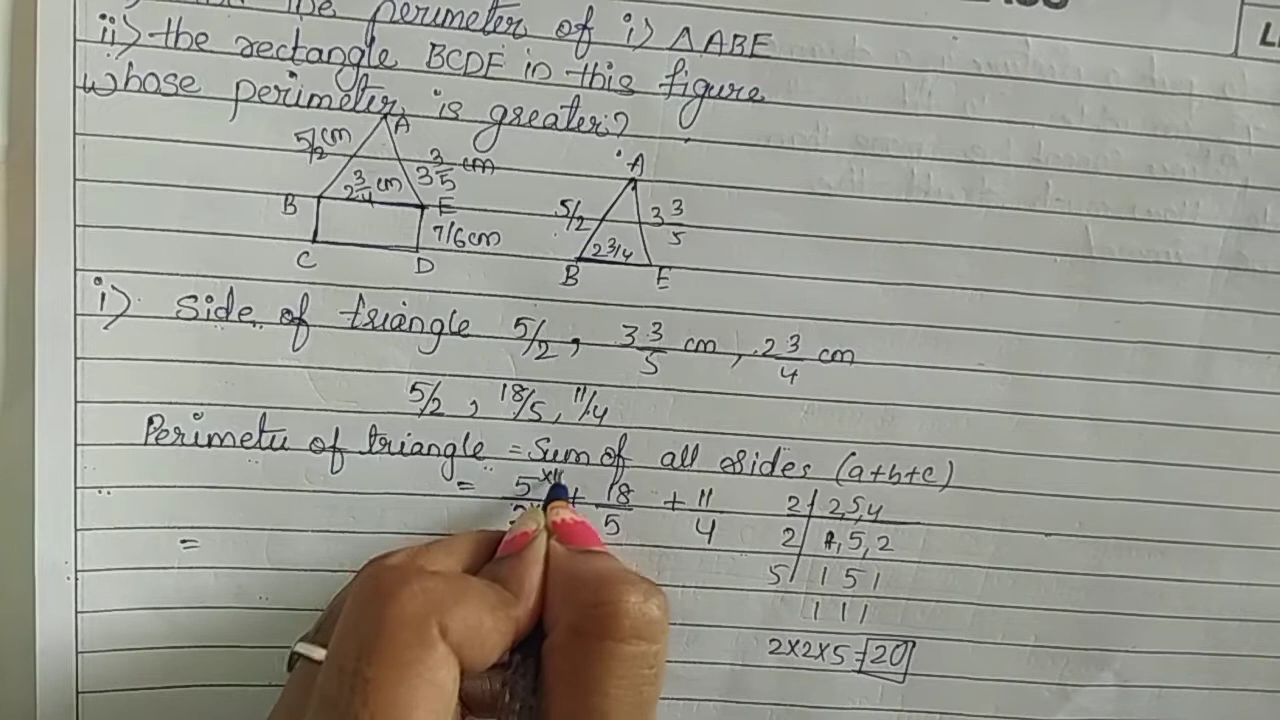 the perimeter of i) △ABE
ii) the rectangle BCDE in this figure
whose perimeter is greater?
A
5/2 cm
3 3/5 cm
2 3/4 cm
B
E
7/6 cm
C
D
A
5/2
3 3/5
2 3/4
B
E
i) Side of triangle 5/2, 3 3/5 cm, 2 3/4 cm
5/2, 18/5, 11/4
Perimetu of triangle = Sum of all sides (a+b+c)
= 5/ + 18/5 + 11/4
2 2,5,4
2 1,5,2
5 1 5 1
1 1 1
=
2×2×5=20